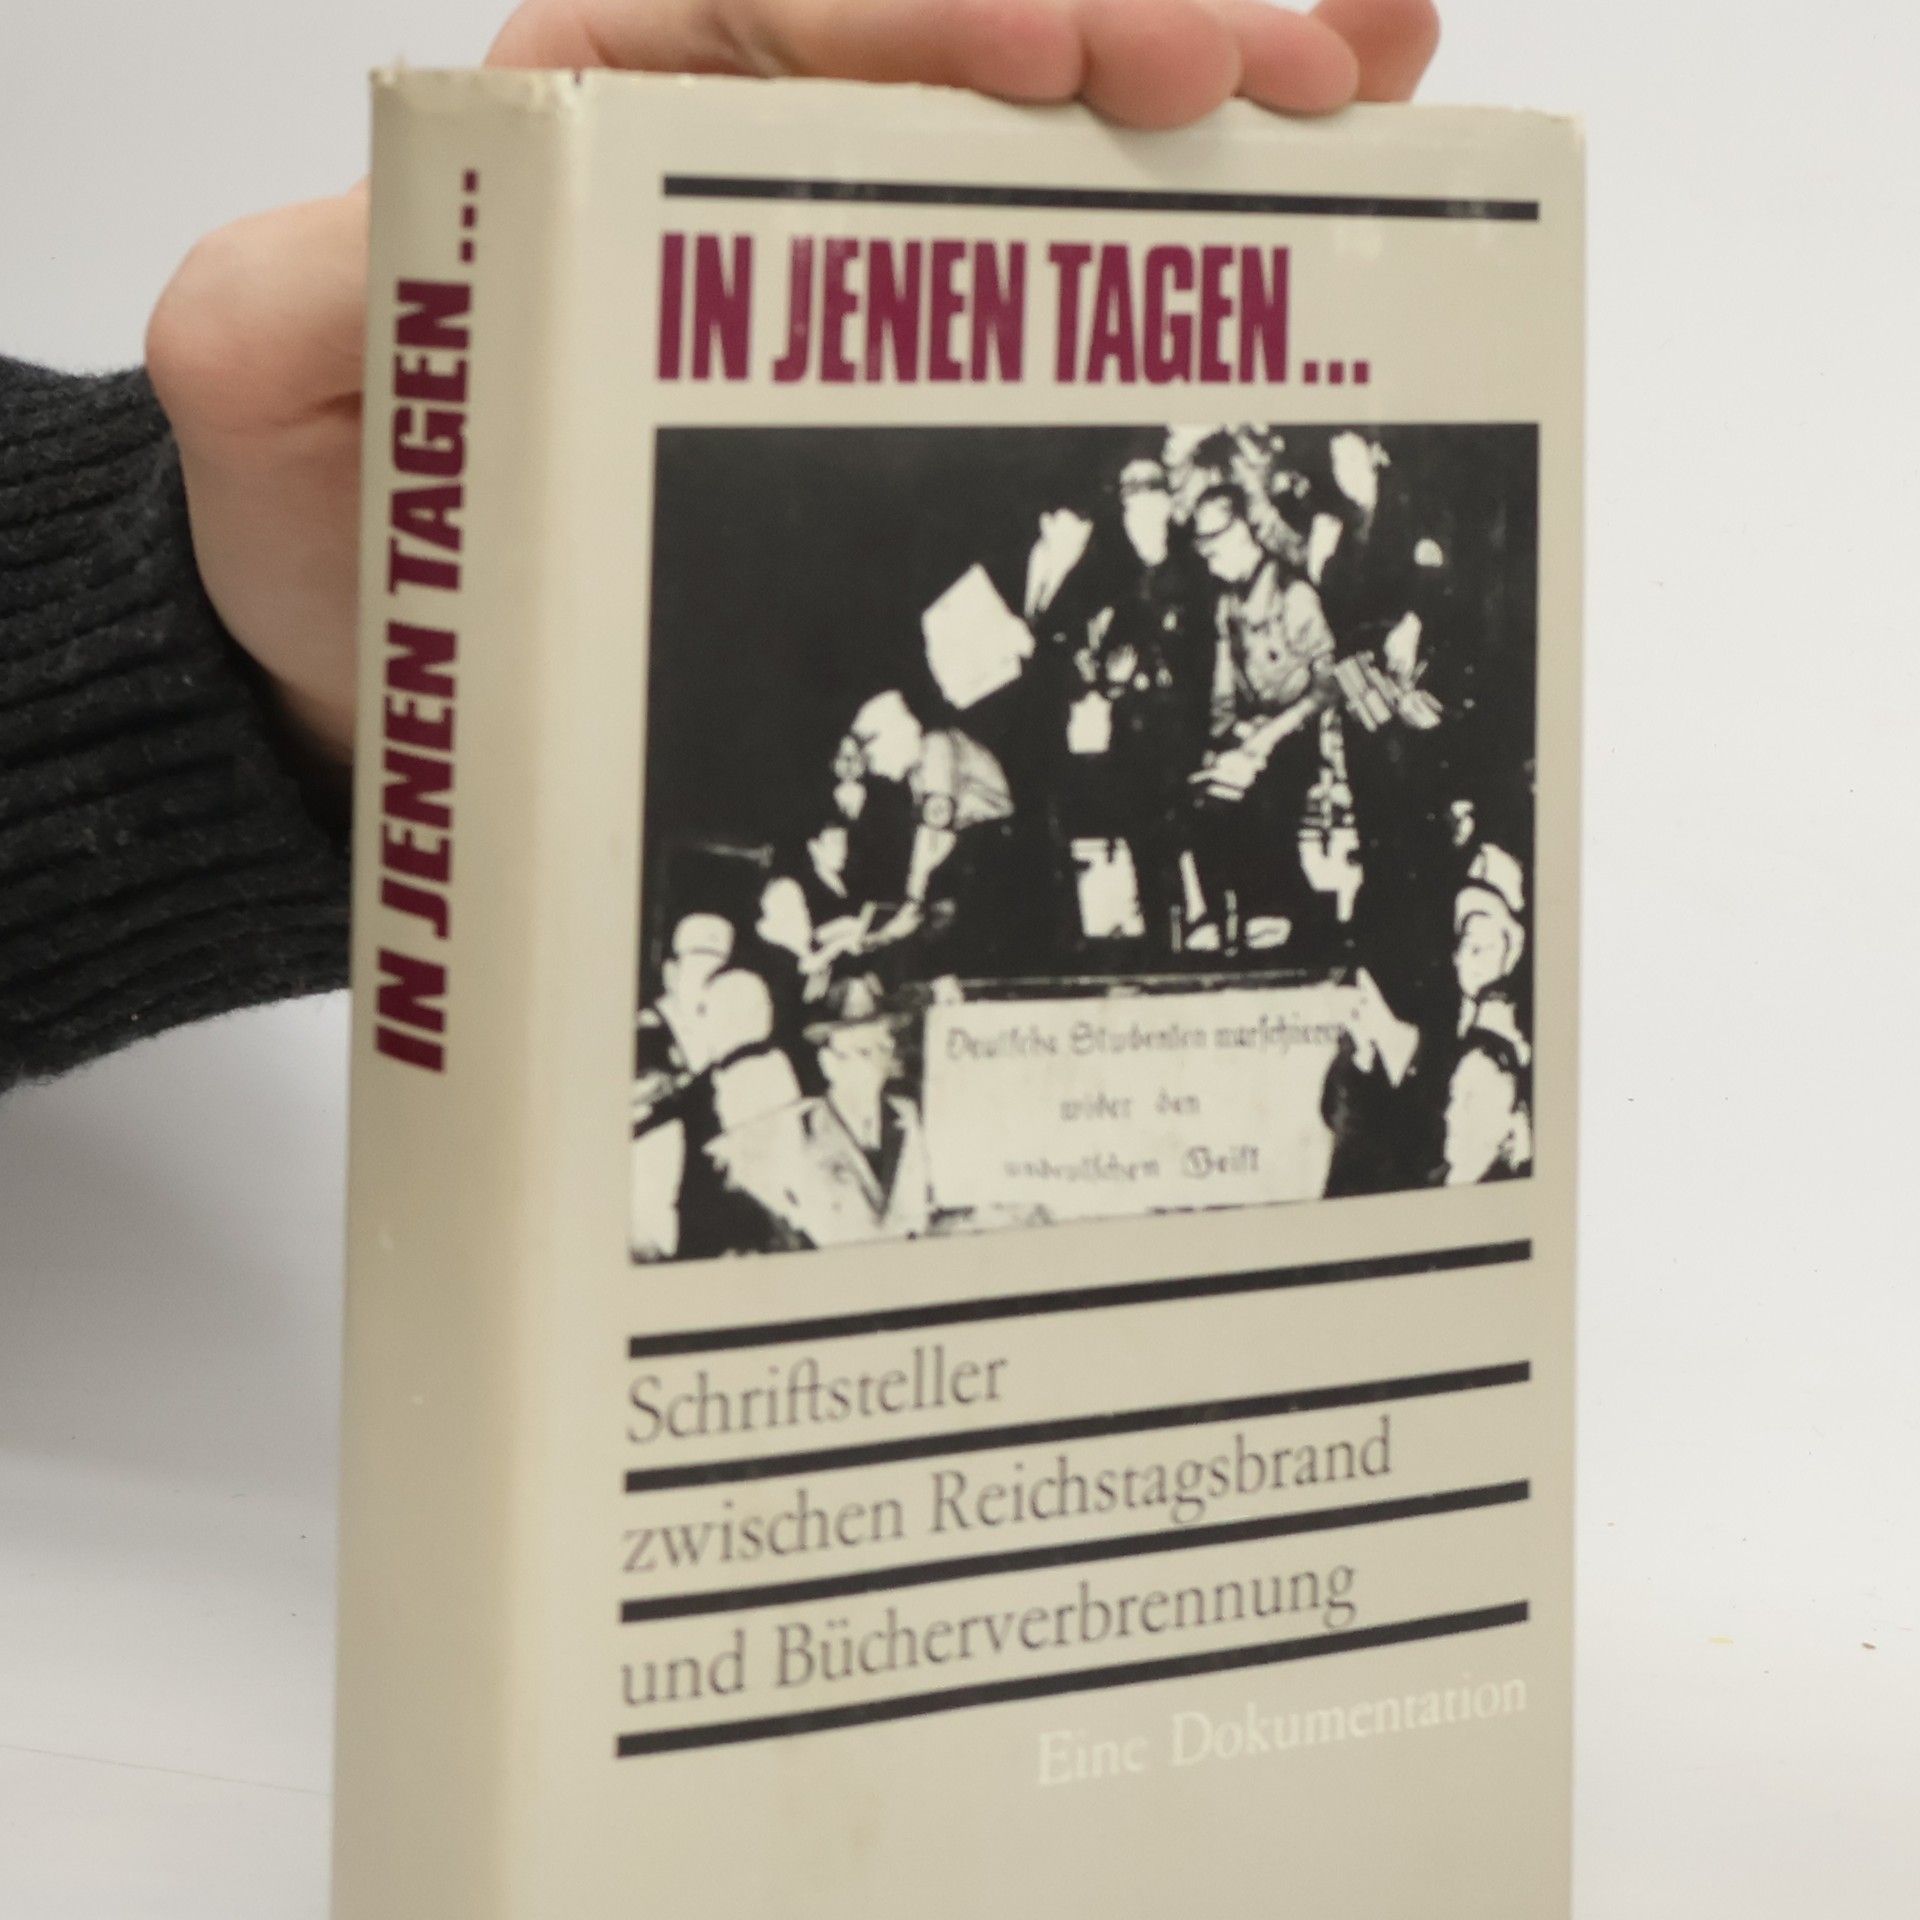 IN JENEN TAGEN...
IN JENEN TAGEN...
Deutsche Studenten marschieren
wider den
undeutschen Geist
Schriftsteller
zwischen Reichstagsbrand
und Bücherverbrennung
Eine Dokumentation